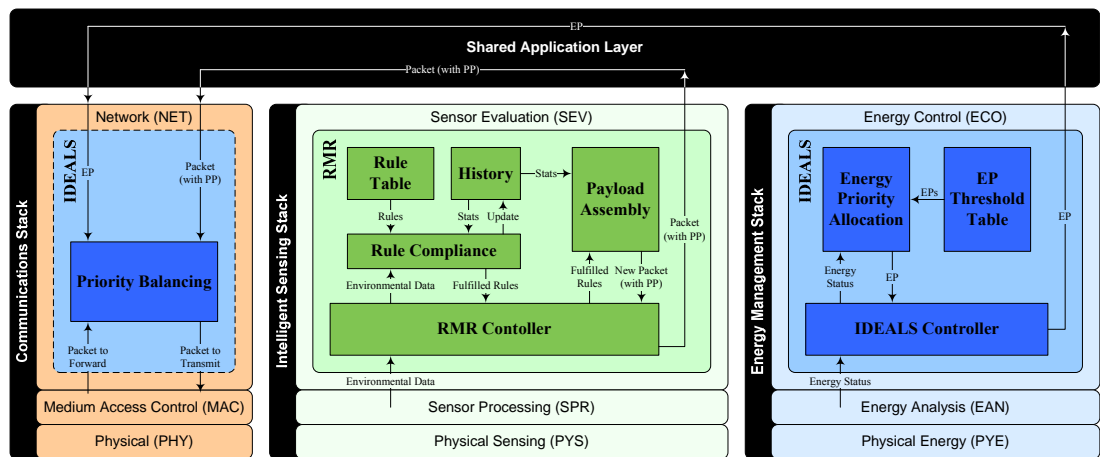 EP
Shared Application Layer
Packet (with PP)
Communications Stack
Network (NET)
IDEALS
EP
Packet
(with PP)
Priority Balancing
Packet to
Forward
Packet to
Transmit
Medium Access Control (MAC)
Physical (PHY)
Intelligent Sensing Stack
Sensor Evaluation (SEV)
RMR
Rule
Table
History
Stats
Payload
Assembly
Rules
Stats
Update
Rule Compliance
Packet
(with PP)
Environmental Data
Fulfilled Rules
Fulfilled
Rules
New Packet
(with PP)
RMR Contoller
Environmental Data
Sensor Processing (SPR)
Physical Sensing (PYS)
Energy Management Stack
Energy Control (ECO)
IDEALS
Energy
Priority
Allocation
EPs
EP
Threshold
Table
EP
Energy
Status
EP
IDEALS Controller
Energy Status
Energy Analysis (EAN)
Physical Energy (PYE)